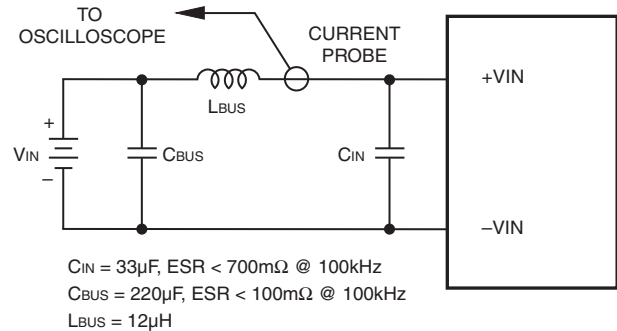 TO
OSCILLOSCOPE
CURRENT
PROBE
LBUS
+VIN
+
VIN
–
CBUS
CIN
–VIN
CIN = 33µF, ESR < 700mΩ @ 100kHz
CBUS = 220µF, ESR < 100mΩ @ 100kHz
LBUS = 12µH